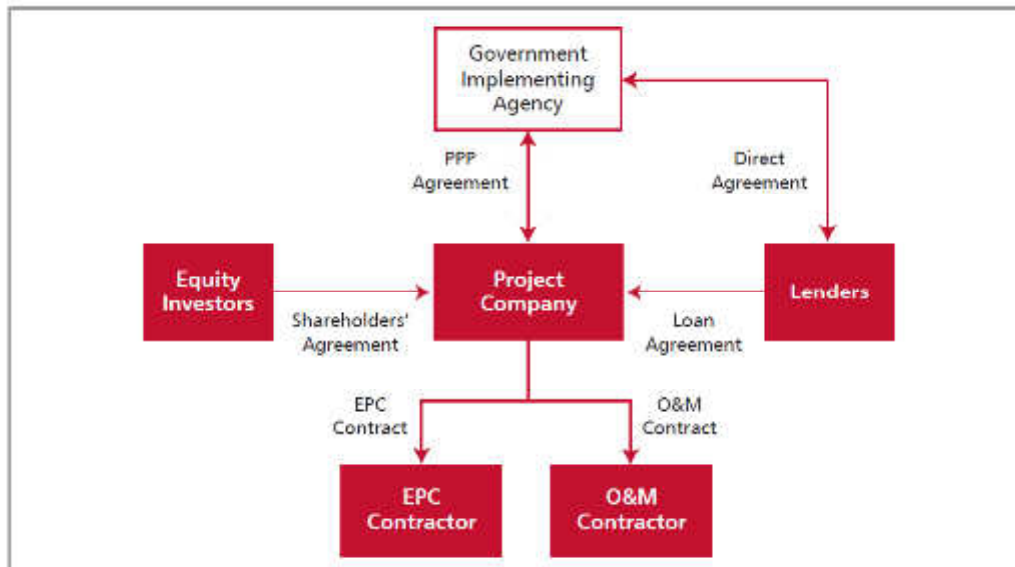 Government
Implementing
Agency
PPP
Agreement
Direct
Agreement
Equity
Investors
Project
Company
Lenders
Shareholders'
Agreement
Loan
Agreement
EPC
Contract
O&M
Contract
EPC
Contractor
O&M
Contractor